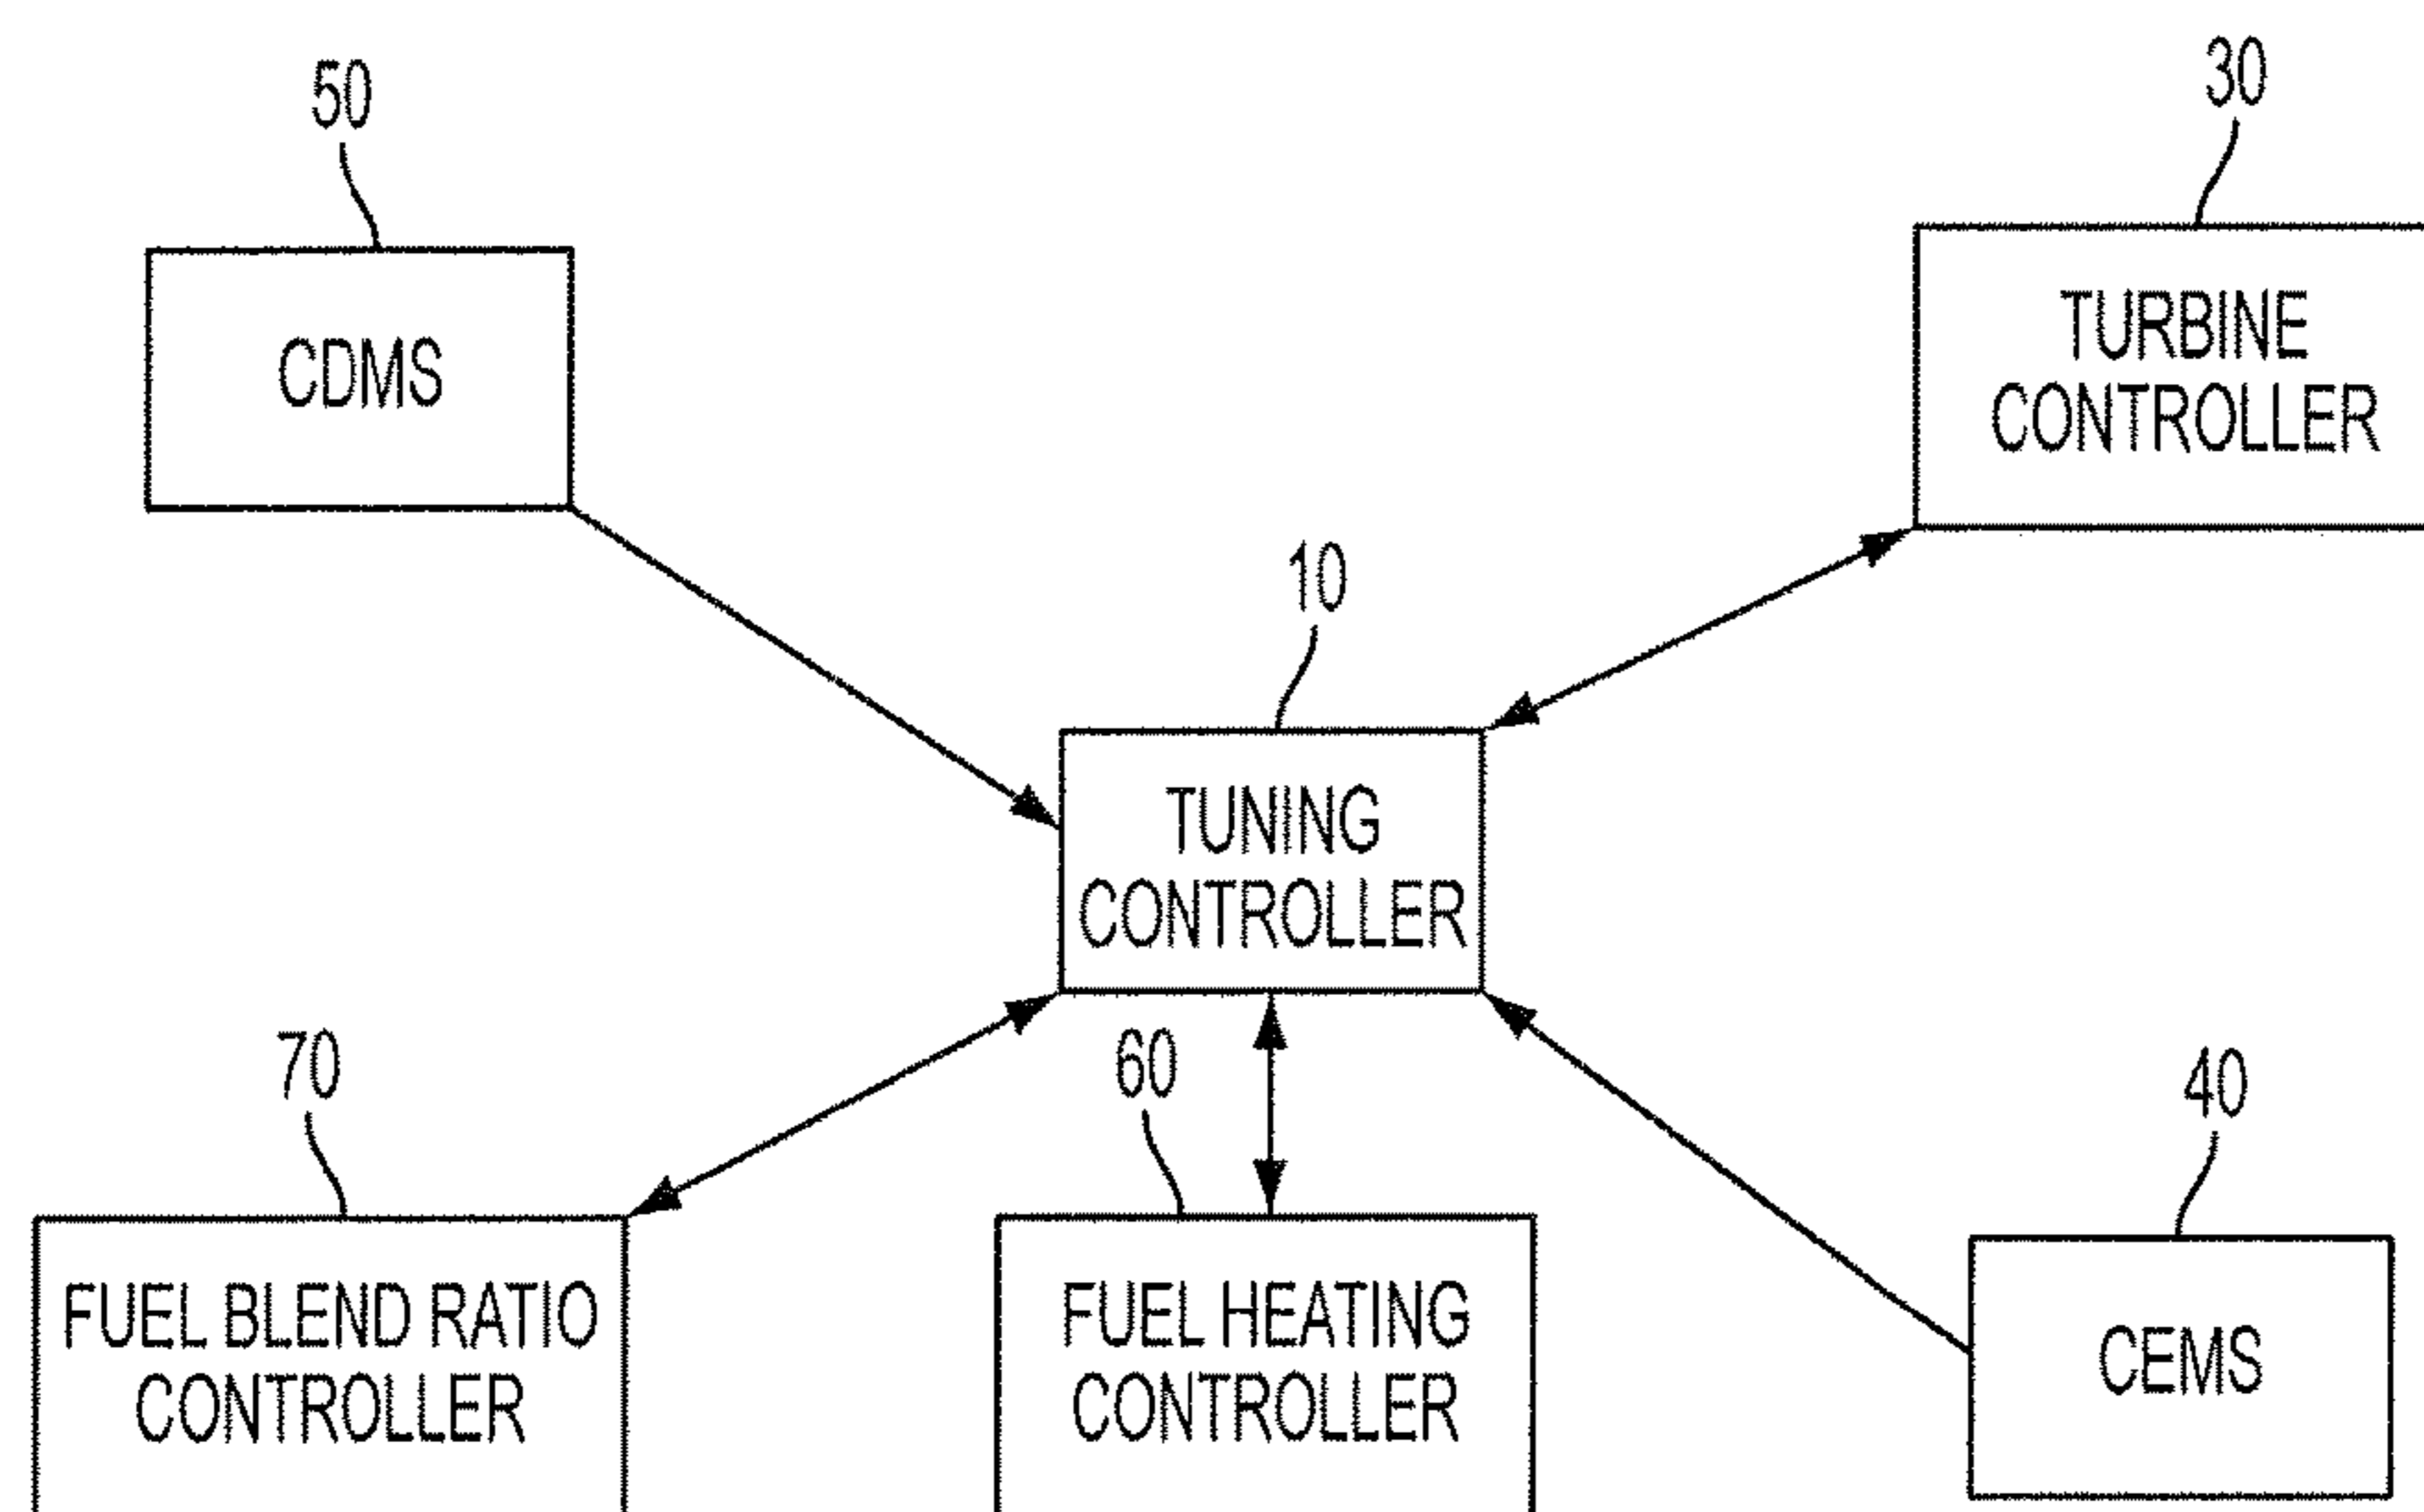 50
30
CDMS
TURBINE
CONTROLLER
10
TUNING
CONTROLLER
70
60
40
FUEL BLEND RATIO
CONTROLLER
FUEL HEATING
CONTROLLER
CEMS